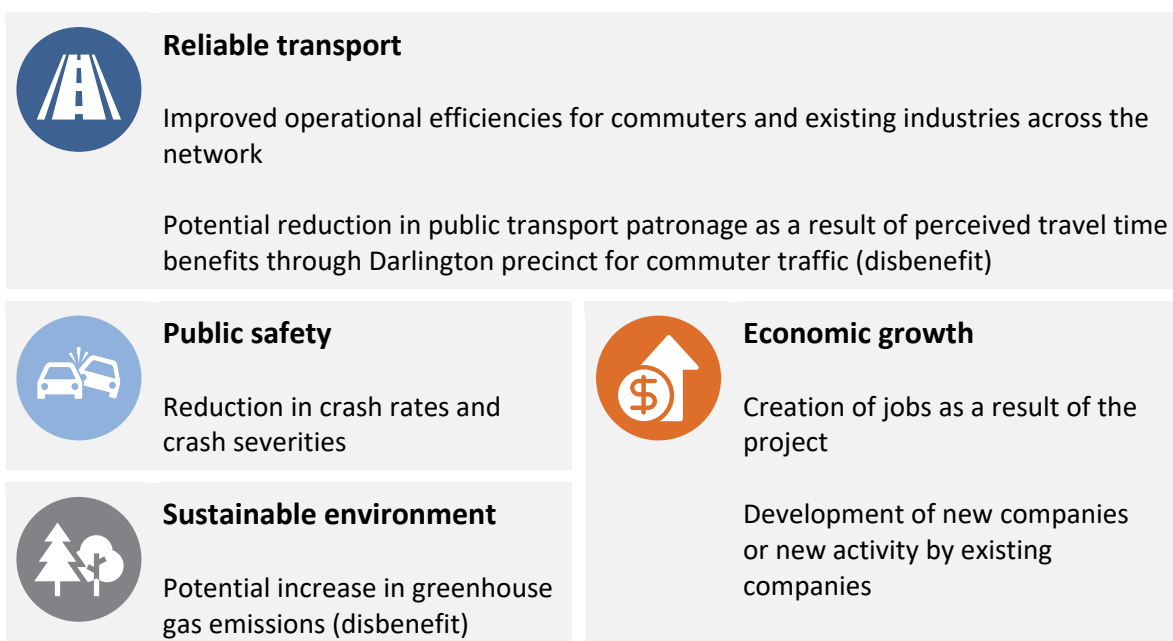 Reliable transport
Improved operational efficiencies for commuters and existing industries across the
network
Potential reduction in public transport patronage as a result of perceived travel time
benefits through Darlington precinct for commuter traffic (disbenefit)
Public safety
Reduction in crash rates and
crash severities
Sustainable environment
Potential increase in greenhouse
gas emissions (disbenefit)
$
Economic growth
Creation of jobs as a result of the
project
Development of new companies
or new activity by existing
companies